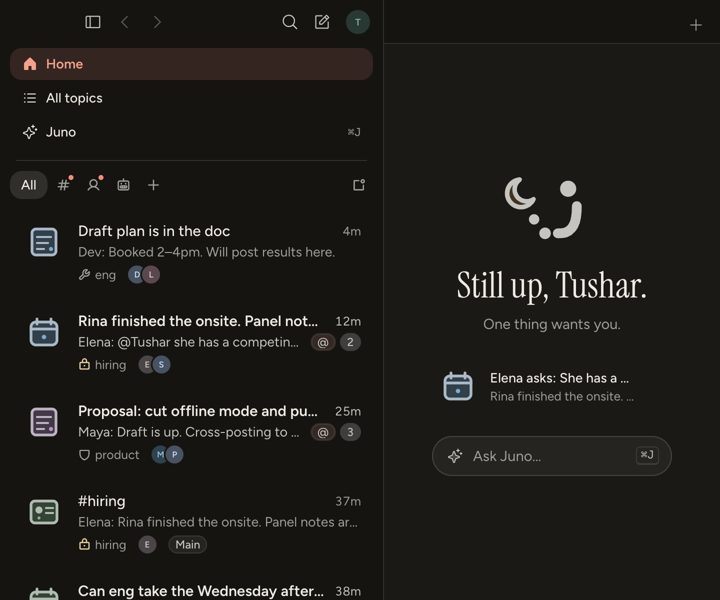 T
Home
All topics
Juno
⌘J
All
Draft plan is in the doc
4m
Dev: Booked 2–4pm. Will post results here.
eng
D
L
Rina finished the onsite. Panel not...
12m
Elena: @Tushar she has a competin...
@
2
hiring
E
S
Proposal: cut offline mode and pu...
25m
Maya: Draft is up. Cross-posting to ...
@
3
product
M
P
#hiring
37m
Elena: Rina finished the onsite. Panel notes ar...
hiring
E
Main
Can eng take the Wednesday after...
38m
Still up, Tushar.
One thing wants you.
Elena asks: She has a ...
Rina finished the onsite. ...
Ask Juno...
⌘J